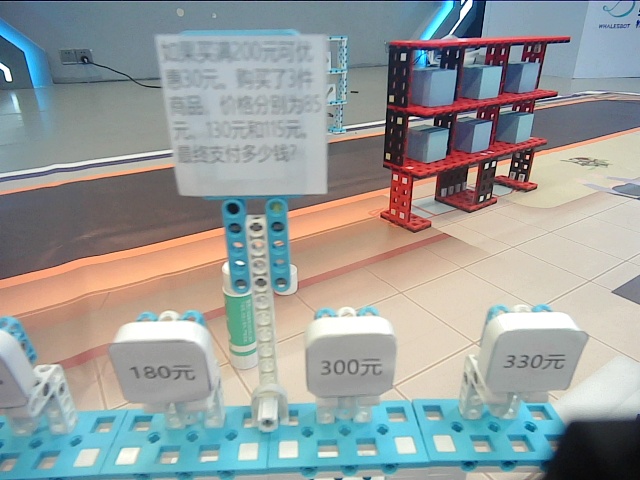 如果买满200元可优
惠30元。购买了3件
商品，价格分别为85
元、130元和115元。
最终支付多少钱？
180元
300元
330元
WHALESBOT